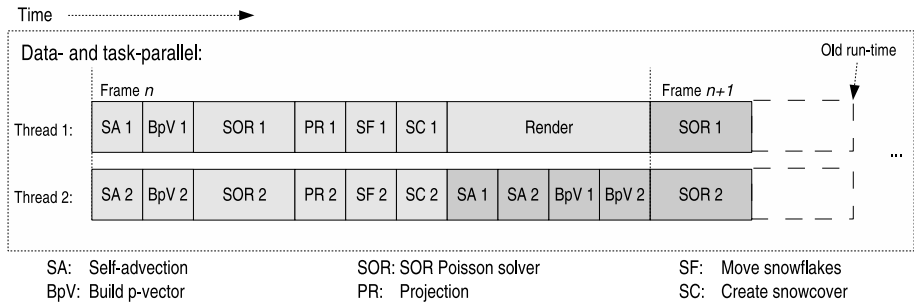 Time
Data- and task-parallel:
Old run-time
Frame n
Frame n+1
Thread 1:
SA 1
BpV 1
SOR 1
PR 1
SF 1
SC 1
Render
SOR 1
...
Thread 2:
SA 2
BpV 2
SOR 2
PR 2
SF 2
SC 2
SA 1
SA 2
BpV 1
BpV 2
SOR 2
SA: Self-advection
SOR: SOR Poisson solver
SF: Move snowflakes
BpV: Build p-vector
PR: Projection
SC: Create snowcover